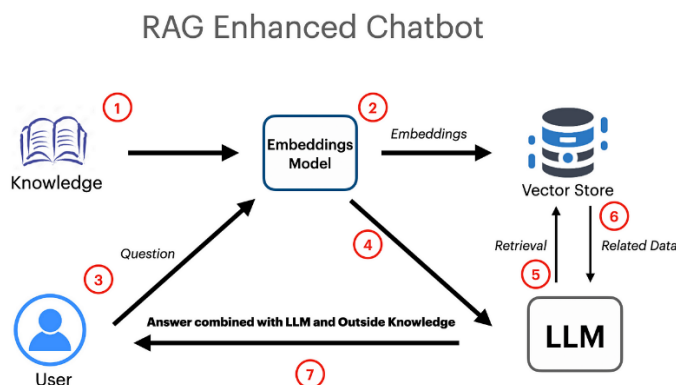 RAG Enhanced Chatbot
1
2
Knowledge
Embeddings
Model
Embeddings
Vector Store
3
Question
4
Retrieval
5
6
Related Data
User
Answer combined with LLM and Outside Knowledge
7
LLM